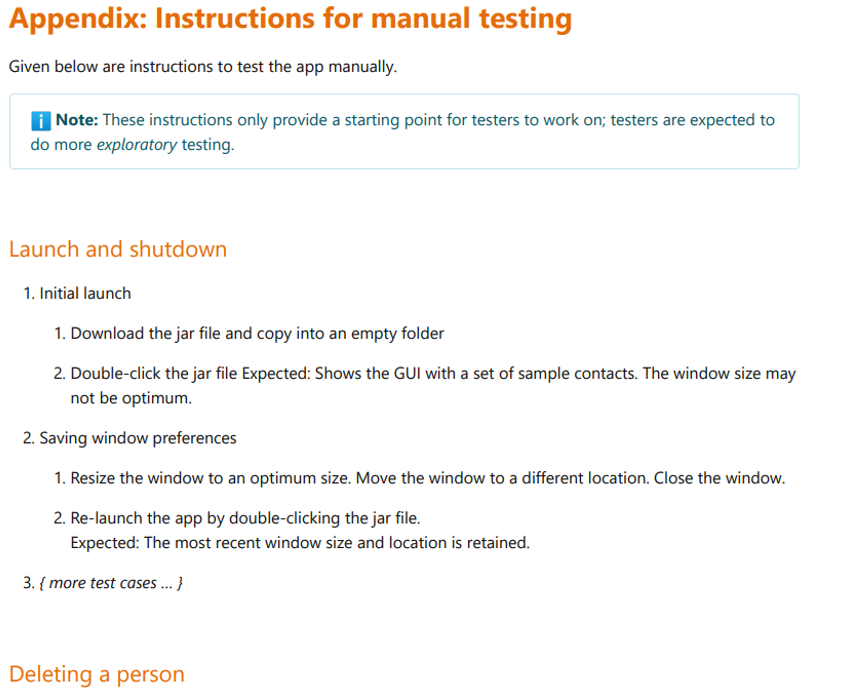 Appendix: Instructions for manual testing
Given below are instructions to test the app manually.
i Note: These instructions only provide a starting point for testers to work on; testers are expected to
do more exploratory testing.
Launch and shutdown
1. Initial launch
1. Download the jar file and copy into an empty folder
2. Double-click the jar file Expected: Shows the GUI with a set of sample contacts. The window size may
not be optimum.
2. Saving window preferences
1. Resize the window to an optimum size. Move the window to a different location. Close the window.
2. Re-launch the app by double-clicking the jar file.
Expected: The most recent window size and location is retained.
3. { more test cases ... }
Deleting a person